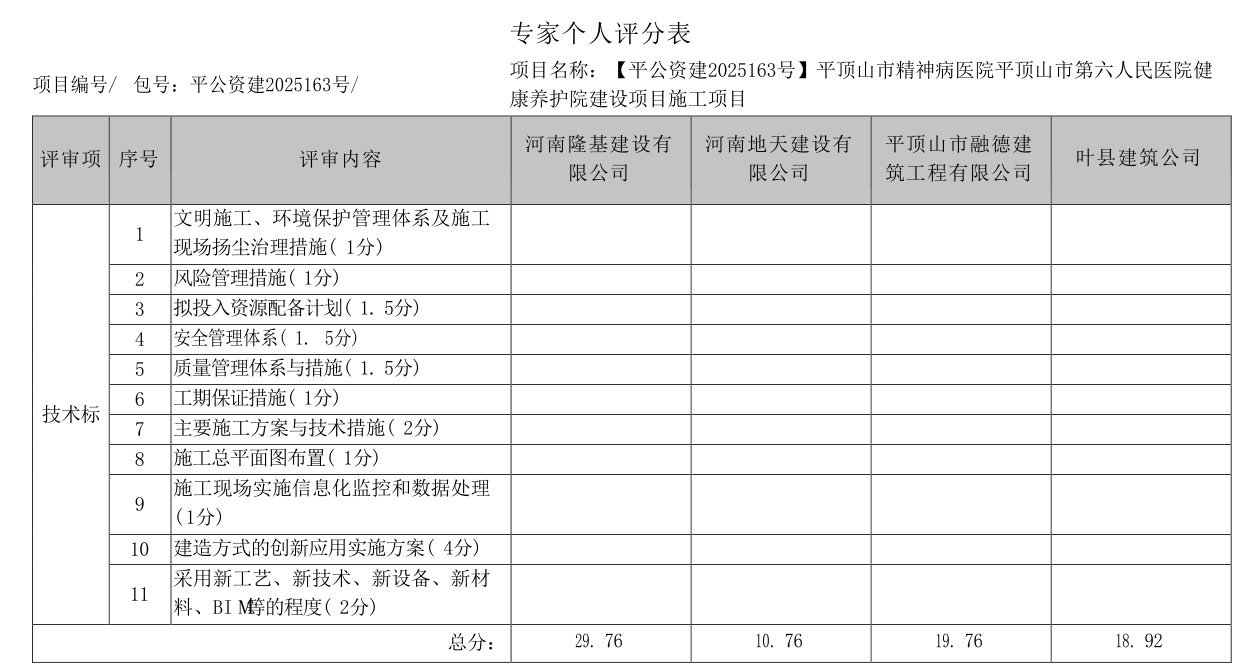 专家个人评分表
项目编号/ 包号：平公资建2025163号/
项目名称：【平公资建2025163号】平顶山市精神病医院平顶山市第六人民医院健
康养护院建设项目施工项目
评审项 序号 评审内容 河南隆基建设有限公司 河南地天建设有限公司 平顶山市融德建筑工程有限公司 叶县建筑公司
技术标
1 文明施工、环境保护管理体系及施工
现场扬尘治理措施(1分)
2 风险管理措施(1分)
3 拟投入资源配备计划(1.5分)
4 安全管理体系(1.5分)
5 质量管理体系与措施(1.5分)
6 工期保证措施(1分)
7 主要施工方案与技术措施(2分)
8 施工总平面图布置(1分)
9 施工现场实施信息化监控和数据处理
(1分)
10 建造方式的创新应用实施方案(4分)
11 采用新工艺、新技术、新设备、新材
料、BIM等的程度(2分)
总分： 29.76 10.76 19.76 18.92